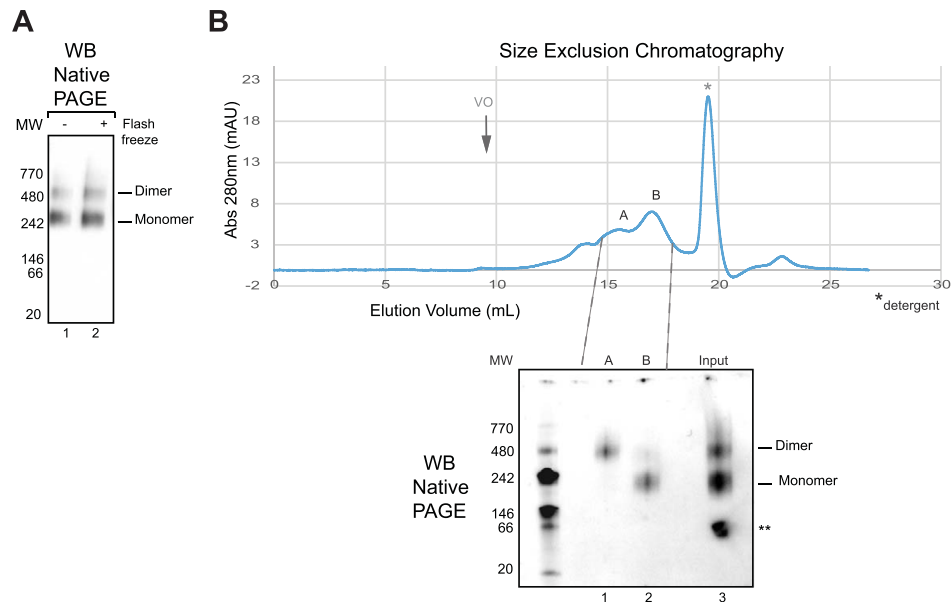 A
WB
Native
PAGE
MW - + Flash
freeze
770
480
242
146
66
20
Dimer
Monomer
1 2
B
Size Exclusion Chromatography
Abs 280nm (mAU)
23
18
13
8
3
-2
VO
A
B
*
0 5 10 15 20 25 30
Elution Volume (mL)
*detergent
WB
Native
PAGE
MW A B Input
770
480
242
146
66
20
Dimer
Monomer
**
1 2 3